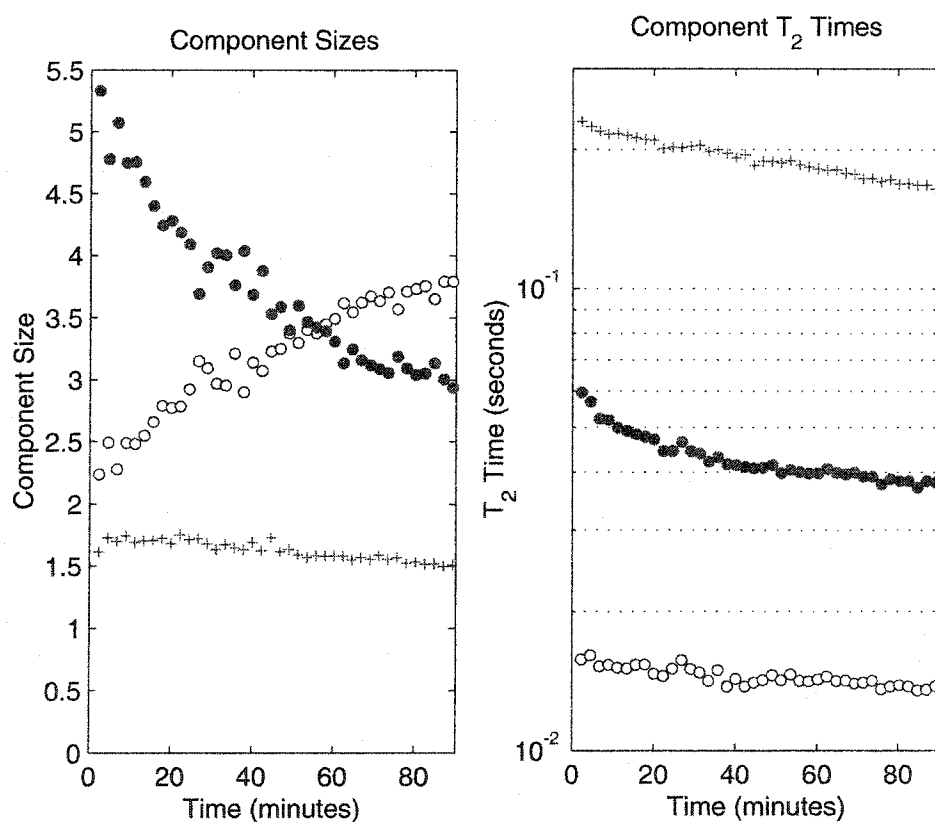 Component Sizes
5.5
5
4.5
4
3.5
3
2.5
2
1.5
1
0.5
0
Component Size
0 20 40 60 80
Time (minutes)
Component T₂ Times
10⁻¹
10⁻²
T₂ Time (seconds)
0 20 40 60 80
Time (minutes)